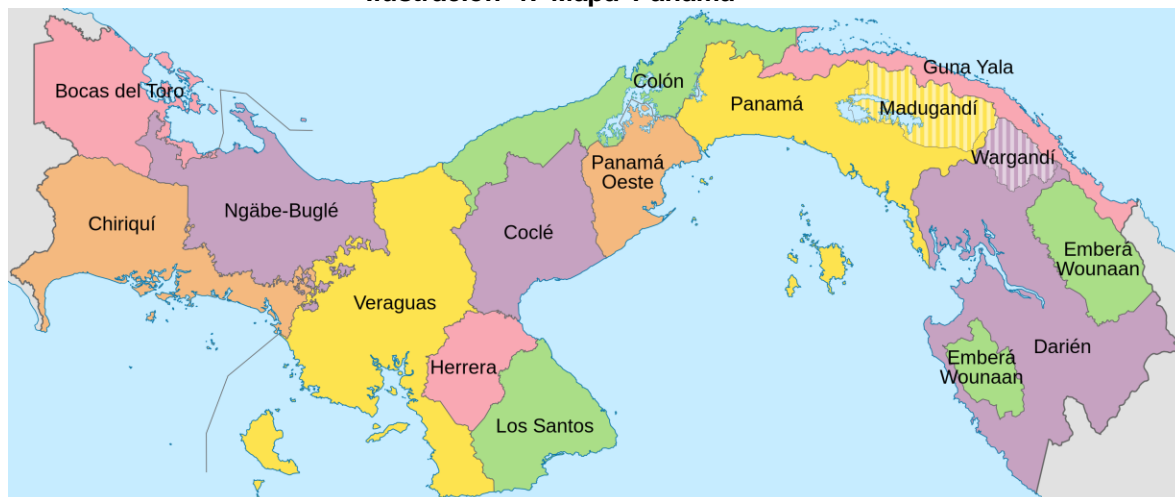 Bocas del Toro
Chiriquí
Ngäbe-Buglé
Veraguas
Herrera
Los Santos
Coclé
Colón
Panamá
Oeste
Panamá
Guna Yala
Madugandí
Wargandí
Emberá
Wounaan
Emberá
Wounaan
Darién